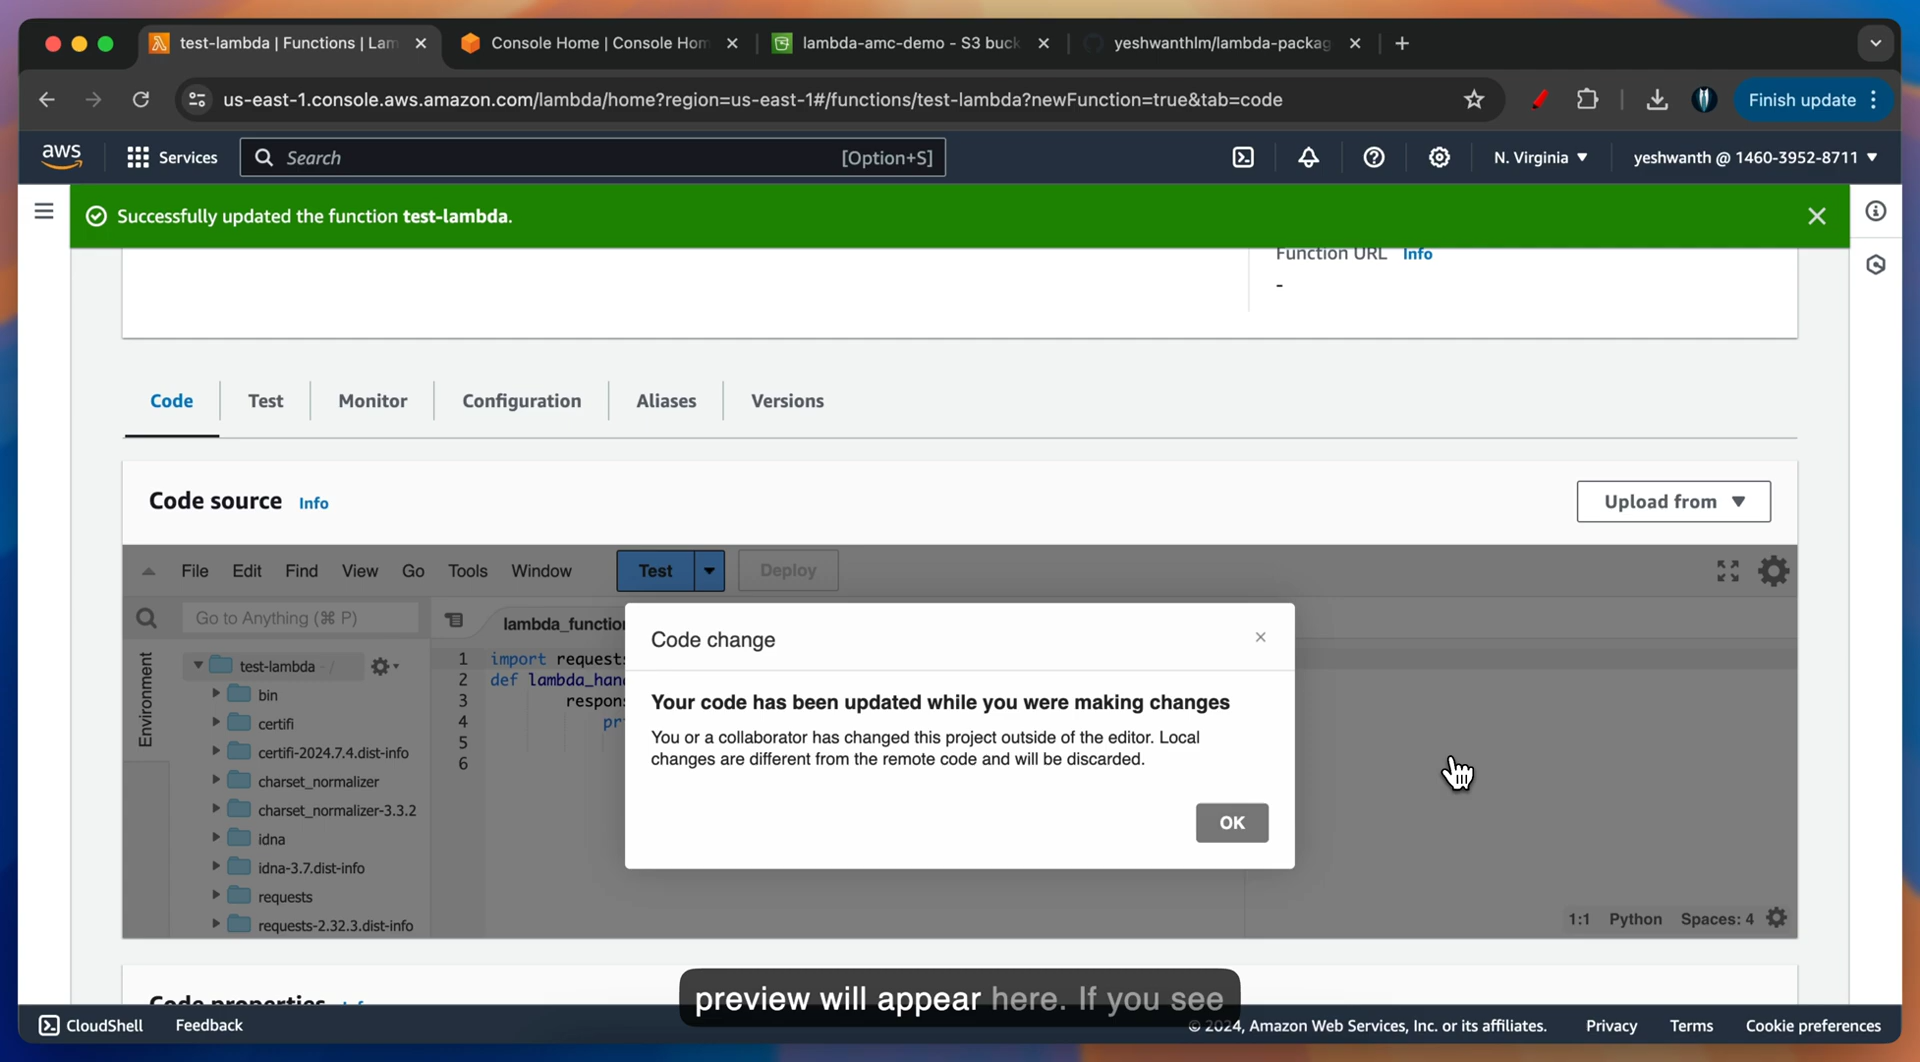 test-lambda | Functions | Lam
Console Home | Console Hom
lambda-amc-demo - S3 buck
yeshwanthlm/lambda-packag
us-east-1.console.aws.amazon.com/lambda/home?region=us-east-1#/functions/test-lambda?newFunction=true&tab=code
Finish update
aws
Services
Search
[Option+S]
N. Virginia
yeshwanth @ 1460-3952-8711
Successfully updated the function test-lambda.
Function URL Info
-
Code
Test
Monitor
Configuration
Aliases
Versions
Code source Info
Upload from
File Edit Find View Go Tools Window
Test
Deploy
Go to Anything (⌘ P)
lambda_function
Environment
test-lambda - /
bin
certifi
certifi-2024.7.4.dist-info
charset_normalizer
charset_normalizer-3.3.2
idna
idna-3.7.dist-info
requests
requests-2.32.3.dist-info
1 import requests
2 def lambda_han
3 respons
4 pr
5
6
Code change
Your code has been updated while you were making changes
You or a collaborator has changed this project outside of the editor. Local
changes are different from the remote code and will be discarded.
OK
1:1 Python Spaces: 4
Code properties
preview will appear here. If you see
CloudShell
Feedback
© 2024, Amazon Web Services, Inc. or its affiliates.
Privacy
Terms
Cookie preferences